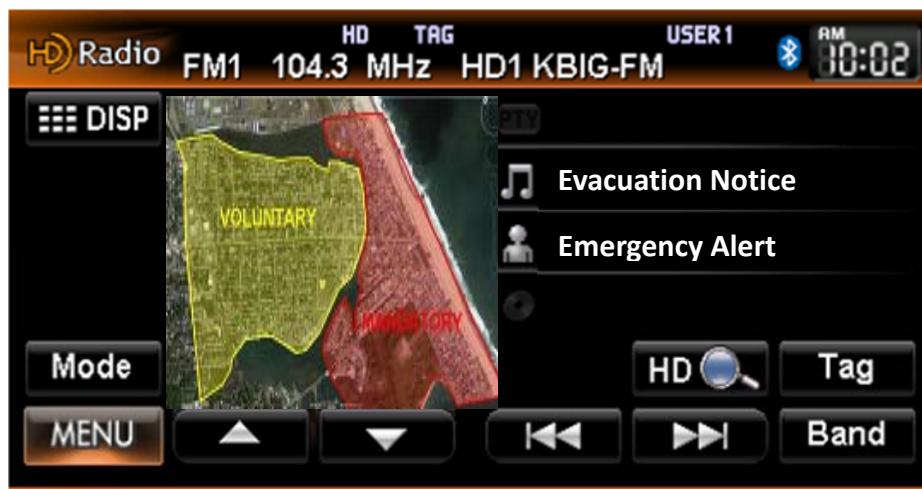 HD Radio
HD TAG USER1
FM1 104.3 MHz HD1 KBIG-FM
AM 10:02
DISP
PTY
VOLUNTARY
Evacuation Notice
Emergency Alert
MANDATORY
Mode
HD
Tag
MENU
Band